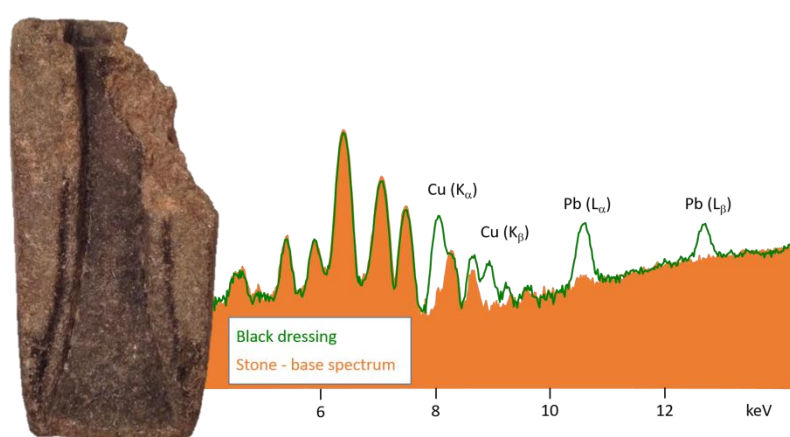 Cu (Kα)
Cu (Kβ)
Pb (Lα)
Pb (Lβ)
Black dressing
Stone - base spectrum
6
8
10
12
keV